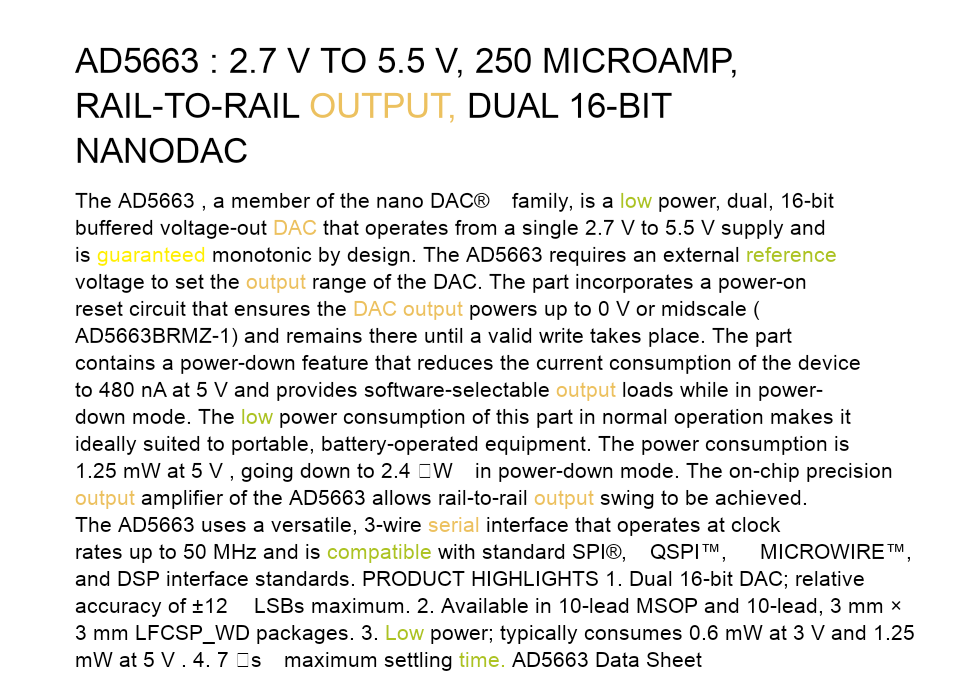 AD5663 : 2.7 V TO 5.5 V, 250 MICROAMP,
RAIL-TO-RAIL OUTPUT, DUAL 16-BIT
NANODAC
The AD5663 , a member of the nano DAC® family, is a low power, dual, 16-bit
buffered voltage-out DAC that operates from a single 2.7 V to 5.5 V supply and
is guaranteed monotonic by design. The AD5663 requires an external reference
voltage to set the output range of the DAC. The part incorporates a power-on
reset circuit that ensures the DAC output powers up to 0 V or midscale (
AD5663BRMZ-1) and remains there until a valid write takes place. The part
contains a power-down feature that reduces the current consumption of the device
to 480 nA at 5 V and provides software-selectable output loads while in power-
down mode. The low power consumption of this part in normal operation makes it
ideally suited to portable, battery-operated equipment. The power consumption is
1.25 mW at 5 V , going down to 2.4 □W in power-down mode. The on-chip precision
output amplifier of the AD5663 allows rail-to-rail output swing to be achieved.
The AD5663 uses a versatile, 3-wire serial interface that operates at clock
rates up to 50 MHz and is compatible with standard SPI®, QSPI™, MICROWIRE™,
and DSP interface standards. PRODUCT HIGHLIGHTS 1. Dual 16-bit DAC; relative
accuracy of ±12 LSBs maximum. 2. Available in 10-lead MSOP and 10-lead, 3 mm ×
3 mm LFCSP_WD packages. 3. Low power; typically consumes 0.6 mW at 3 V and 1.25
mW at 5 V . 4. 7 □s maximum settling time. AD5663 Data Sheet